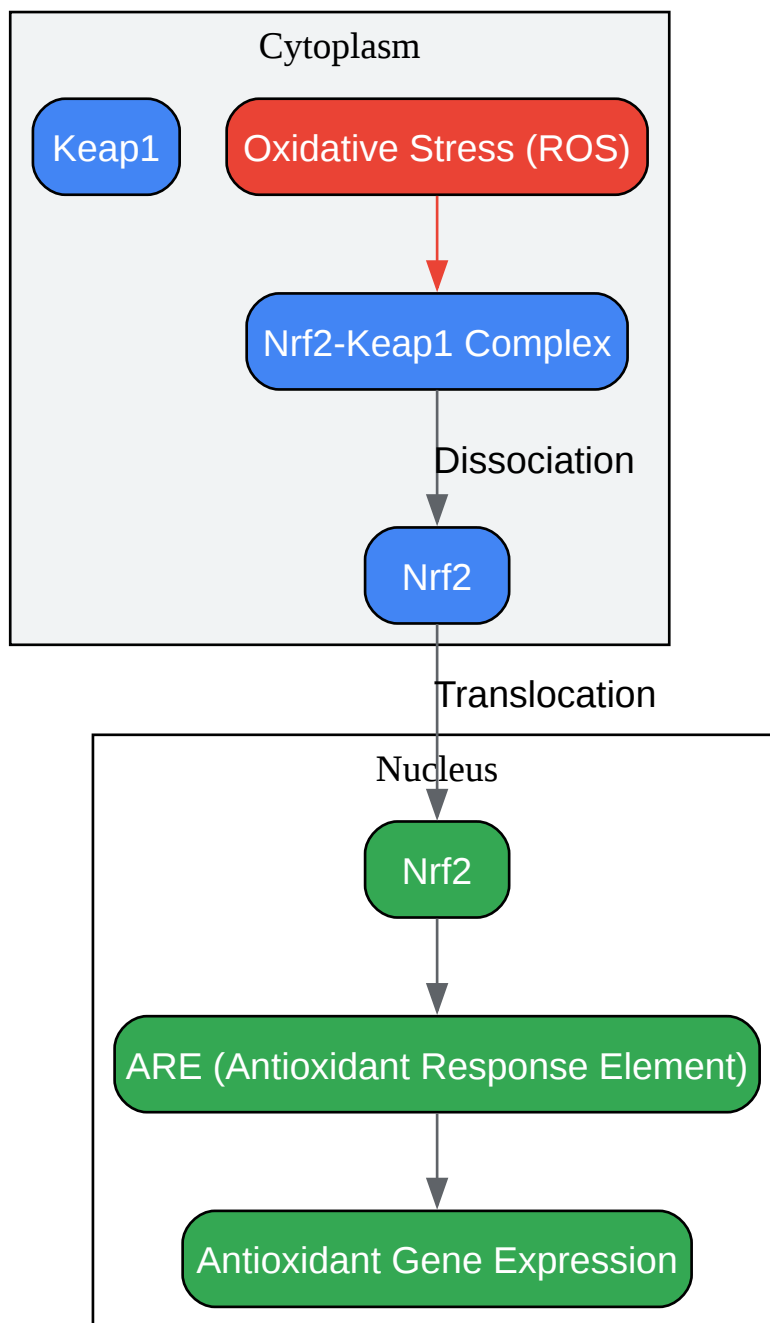 Cytoplasm
Keap1
Oxidative Stress (ROS)
Nrf2-Keap1 Complex
Dissociation
Nrf2
Translocation
Nucleus
Nrf2
ARE (Antioxidant Response Element)
Antioxidant Gene Expression